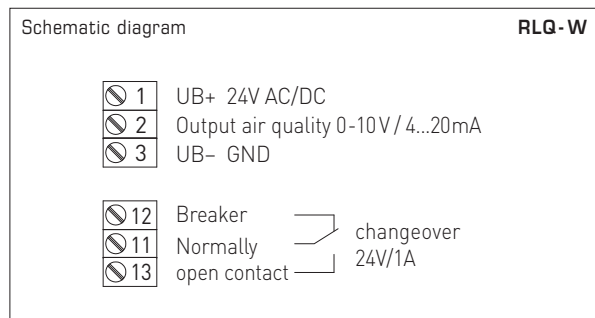 Schematic diagram RLQ-W
1 UB+ 24V AC/DC
2 Output air quality 0-10V / 4...20mA
3 UB– GND
12 Breaker
11 Normally
13 open contact
changeover
24V/1A